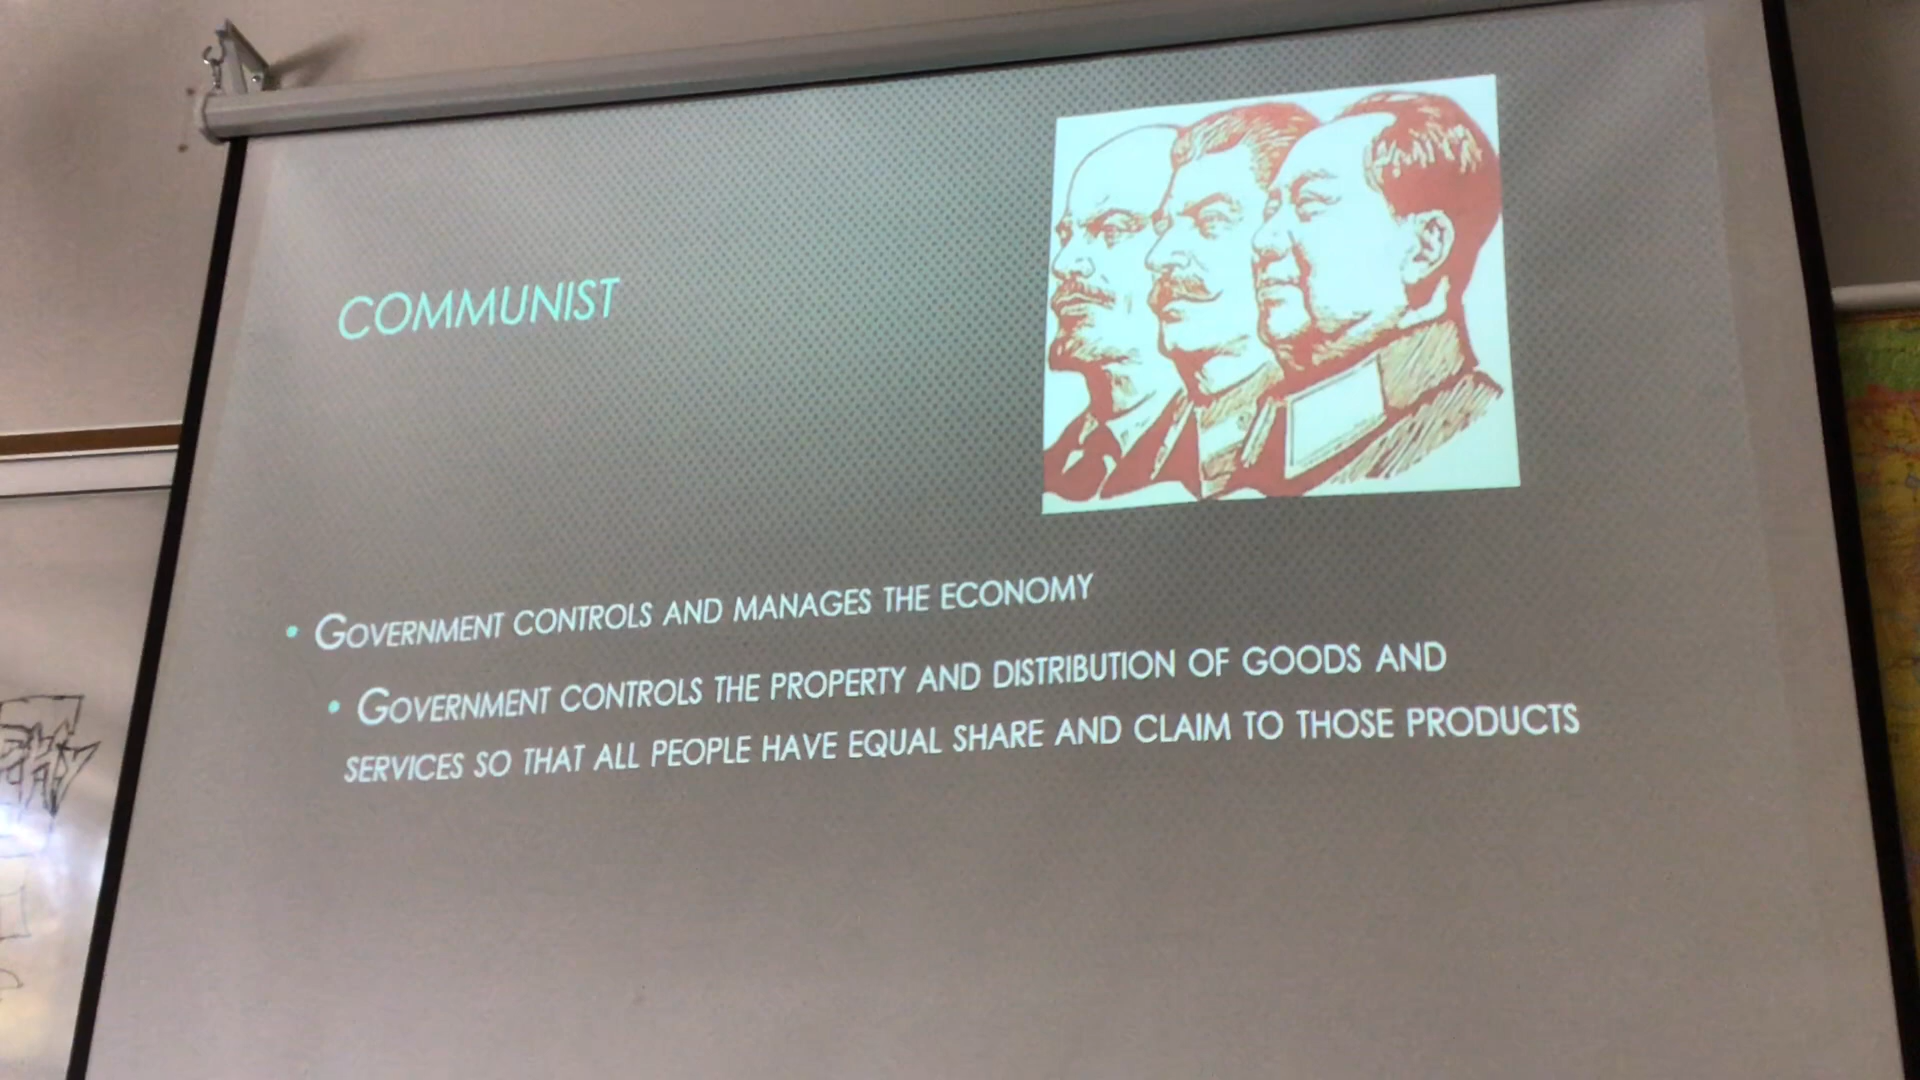 COMMUNIST
• GOVERNMENT CONTROLS AND MANAGES THE ECONOMY
• GOVERNMENT CONTROLS THE PROPERTY AND DISTRIBUTION OF GOODS AND
SERVICES SO THAT ALL PEOPLE HAVE EQUAL SHARE AND CLAIM TO THOSE PRODUCTS